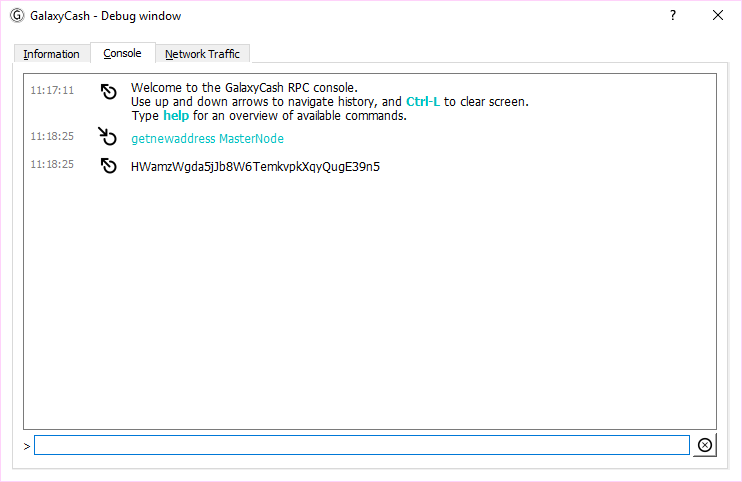 GalaxyCash - Debug window
?
Information Console Network Traffic
11:17:11 Welcome to the GalaxyCash RPC console.
Use up and down arrows to navigate history, and Ctrl-L to clear screen.
Type help for an overview of available commands.
11:18:25 getnewaddress MasterNode
11:18:25 HWamzWgda5jJb8W6TemkvpkXqyQugE39n5
>